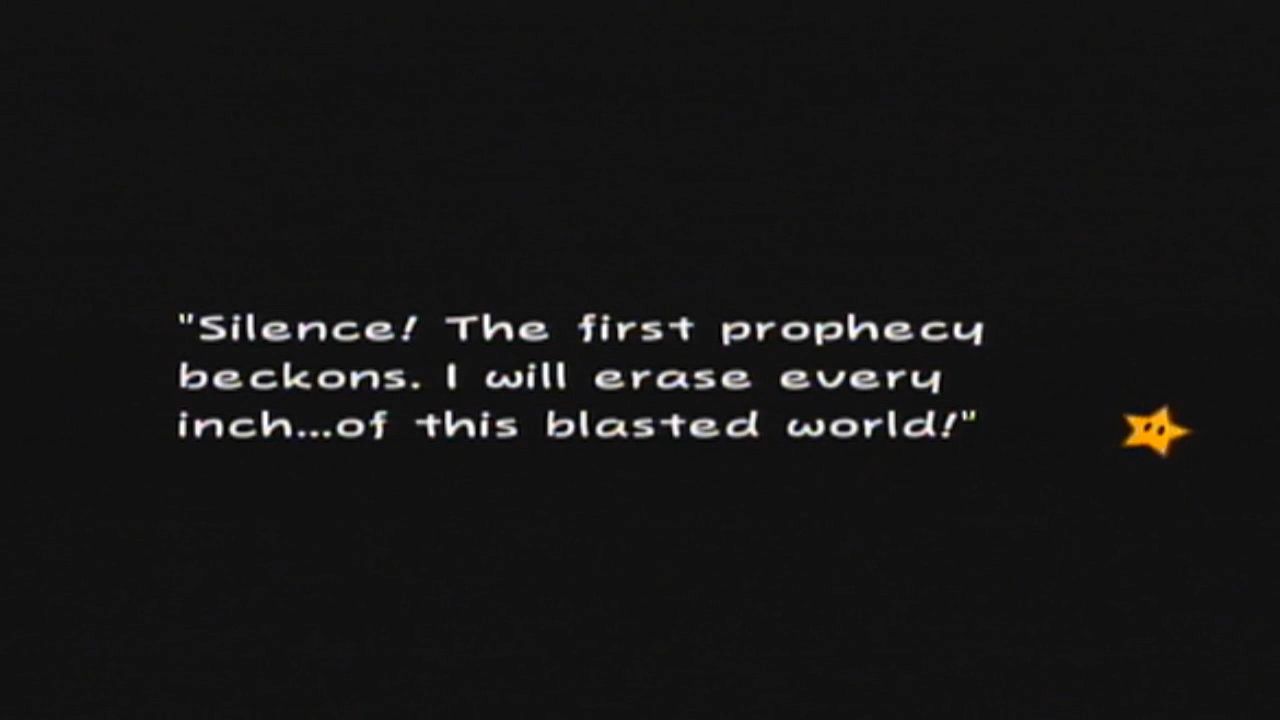 "Silence! The first prophecy
beckons. I will erase every
inch...of this blasted world!"